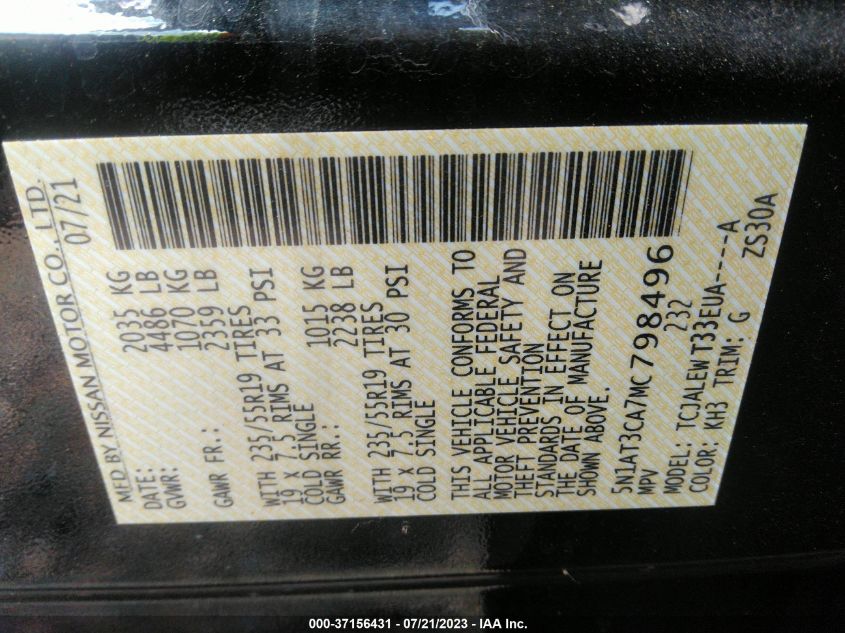 MFD BY NISSAN MOTOR CO., LTD.
DATE: 07/21
GVWR: 2035 KG
4486 LB
GAWR FR.: 1070 KG
2359 LB
WITH 235/55R19 TIRES
19 X 7.5 RIMS AT 33 PSI
COLD SINGLE
GAWR RR.: 1015 KG
2238 LB
WITH 235/55R19 TIRES
19 X 7.5 RIMS AT 30 PSI
COLD SINGLE
THIS VEHICLE CONFORMS TO
ALL APPLICABLE FEDERAL
MOTOR VEHICLE SAFETY AND
THEFT PREVENTION
STANDARDS IN EFFECT ON
THE DATE OF MANUFACTURE
SHOWN ABOVE.
5N1AT3CA7MC798496
MPV 232
MODEL: TCJALEWT33EUA----A
COLOR: KH3 TRIM: G ZS30A
000-37156431 - 07/21/2023 - IAA Inc.